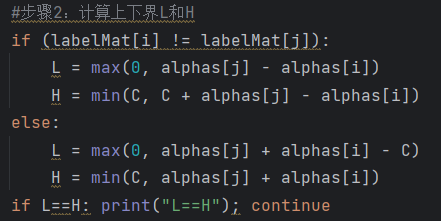 #步骤2：计算上下界L和H
if (labelMat[i] != labelMat[j]):
    L = max(0, alphas[j] - alphas[i])
    H = min(C, C + alphas[j] - alphas[i])
else:
    L = max(0, alphas[j] + alphas[i] - C)
    H = min(C, alphas[j] + alphas[i])
if L==H: print("L==H"); continue